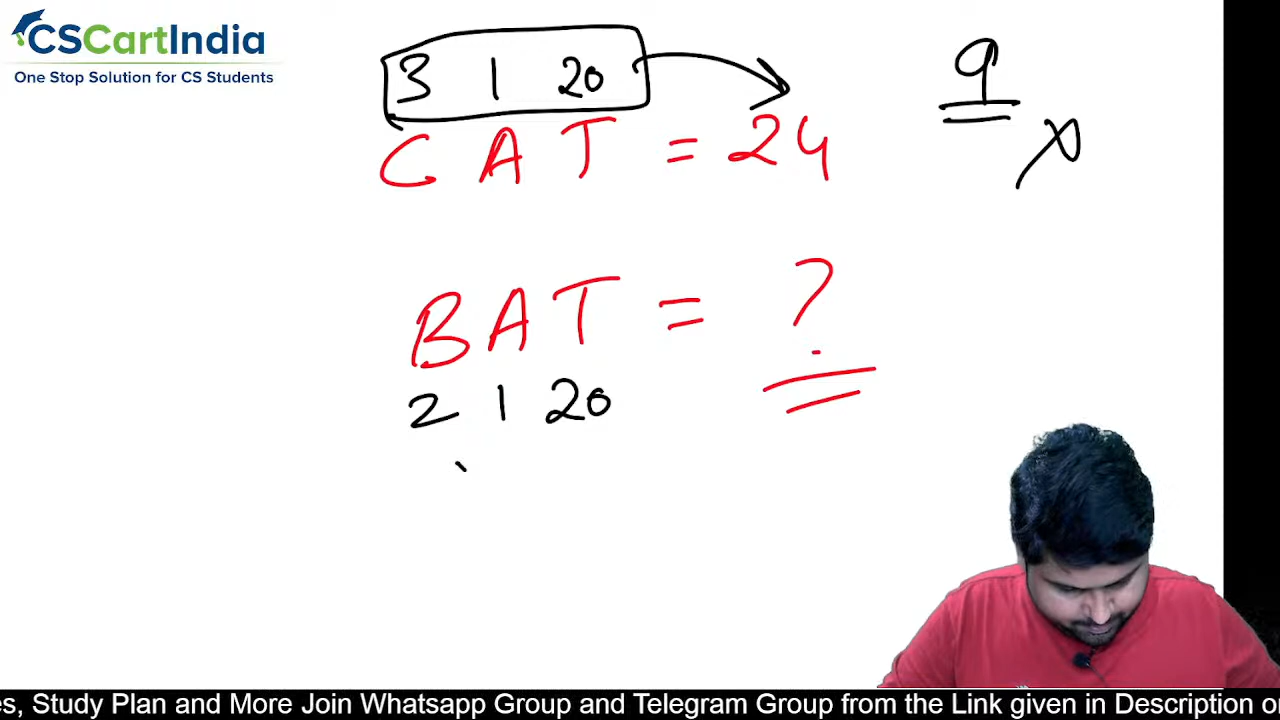 CSCartIndia
One Stop Solution for CS Students
3 1 20
9
CAT = 24
BAT = ?
2 1 20
es, Study Plan and More Join Whatsapp Group and Telegram Group from the Link given in Description o